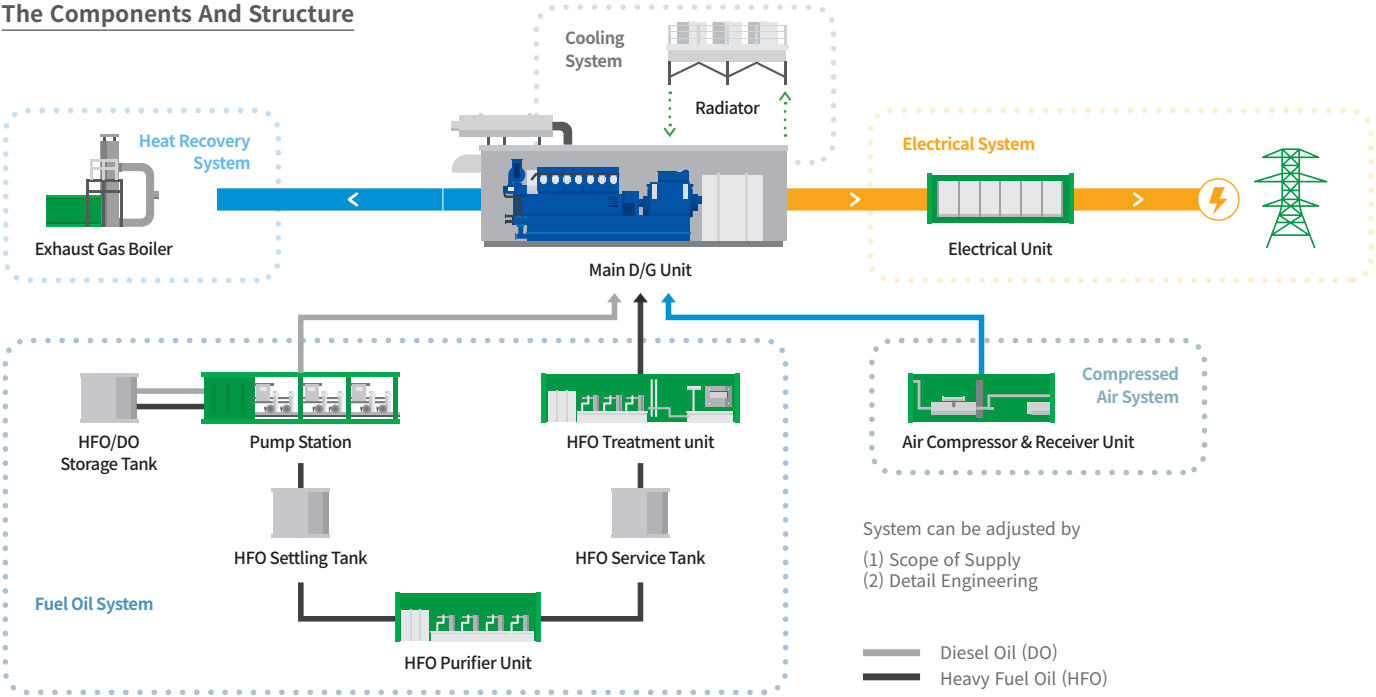 The Components And Structure
Cooling
System
Radiator
Heat Recovery
System
Exhaust Gas Boiler
Electrical System
Electrical Unit
Main D/G Unit
HFO/DO
Storage Tank
Pump Station
HFO Treatment unit
HFO Settling Tank
HFO Service Tank
Fuel Oil System
HFO Purifier Unit
Compressed
Air System
Air Compressor & Receiver Unit
System can be adjusted by
(1) Scope of Supply
(2) Detail Engineering
Diesel Oil (DO)
Heavy Fuel Oil (HFO)